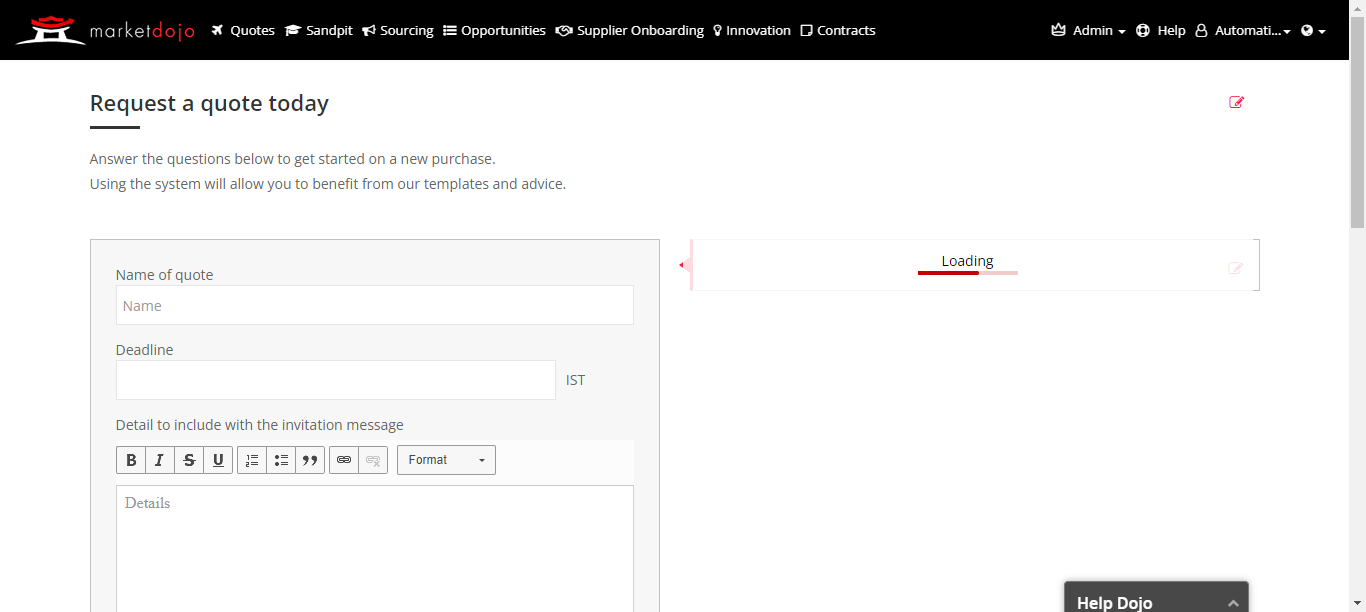 marketdojo Quotes Sandpit Sourcing Opportunities Supplier Onboarding Innovation Contracts Admin Help Automati...
Request a quote today
Answer the questions below to get started on a new purchase.
Using the system will allow you to benefit from our templates and advice.
Name of quote
Name
Deadline
IST
Detail to include with the invitation message
B I S U Format
Details
Loading
Help Dojo